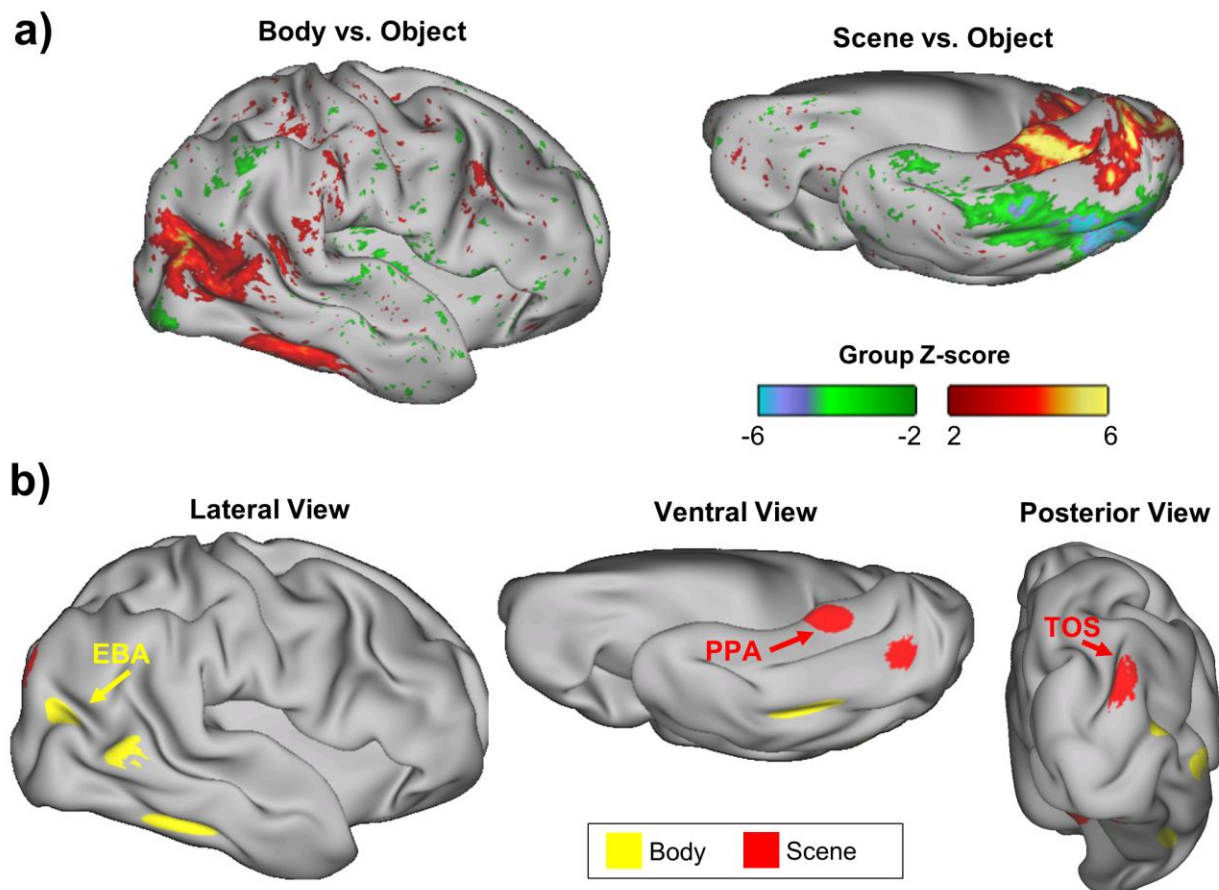 a)
Body vs. Object
Scene vs. Object
Group Z-score
-6 -2 2 6
b)
Lateral View
Ventral View
Posterior View
EBA
PPA
TOS
Body Scene